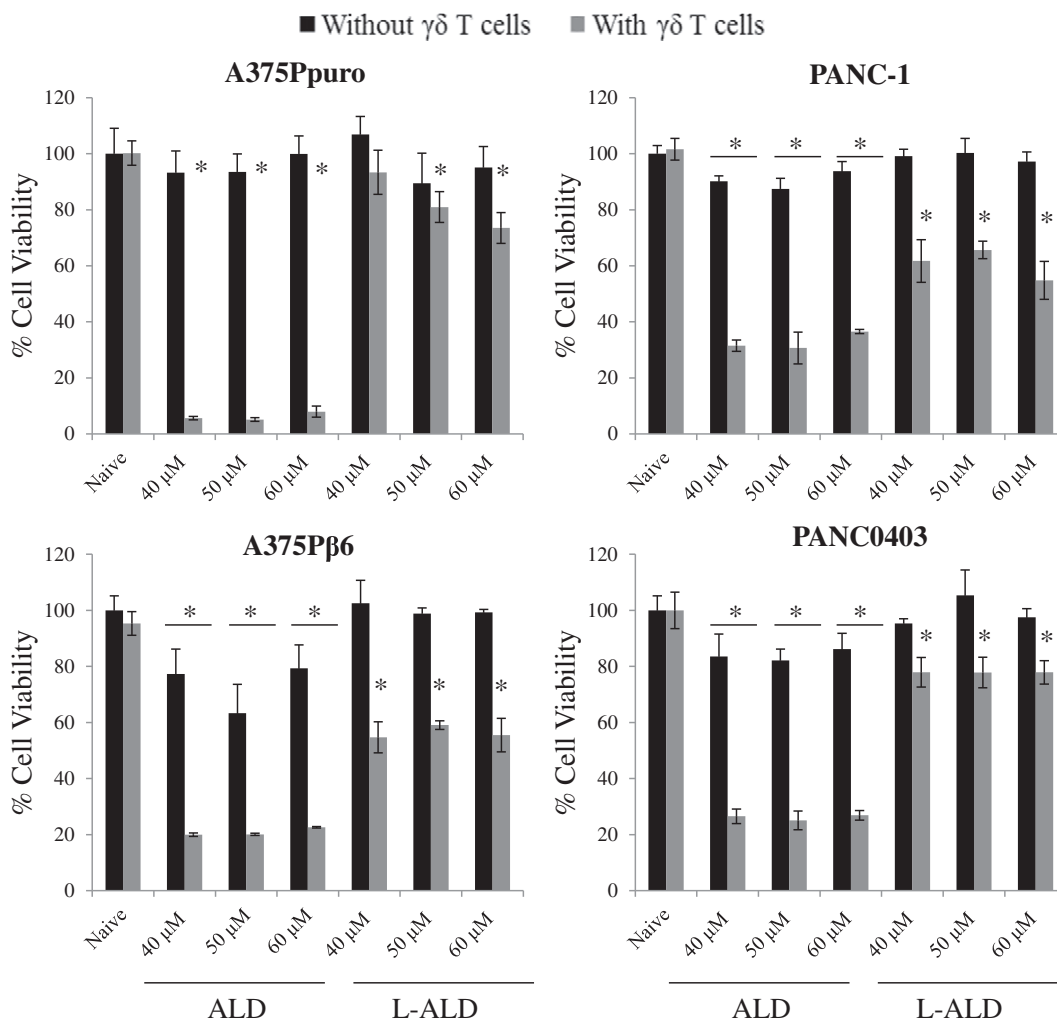 Without γδ T cells With γδ T cells
A375Ppuro
% Cell Viability
120
100
80
60
40
20
0
* * * * *
Naive 40 µM 50 µM 60 µM 40 µM 50 µM 60 µM
PANC-1
% Cell Viability
120
100
80
60
40
20
0
* * * * * *
Naive 40 µM 50 µM 60 µM 40 µM 50 µM 60 µM
A375Pβ6
% Cell Viability
120
100
80
60
40
20
0
* * * * * *
Naive 40 µM 50 µM 60 µM 40 µM 50 µM 60 µM
ALD L-ALD
PANC0403
% Cell Viability
120
100
80
60
40
20
0
* * * * * *
Naive 40 µM 50 µM 60 µM 40 µM 50 µM 60 µM
ALD L-ALD